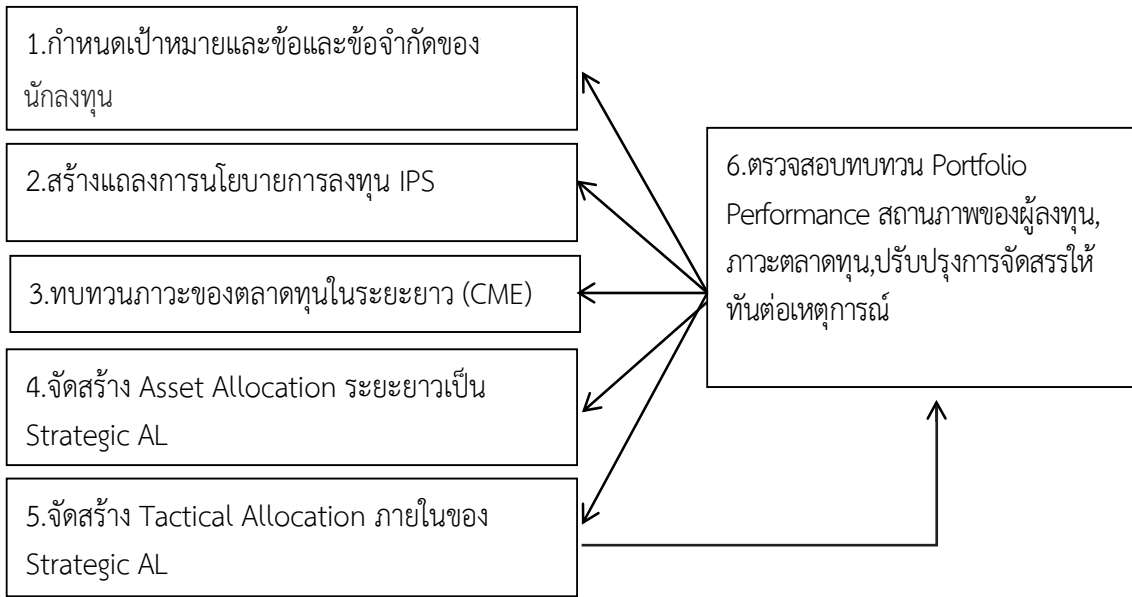 1.กำหนดเป้าหมายและข้อและข้อจำกัดของ
นักลงทุน
2.สร้างแถลงการนโยบายการลงทุน IPS
3.ทบทวนภาวะของตลาดทุนในระยะยาว (CME)
4.จัดสร้าง Asset Allocation ระยะยาวเป็น
Strategic AL
5.จัดสร้าง Tactical Allocation ภายในของ
Strategic AL
6.ตรวจสอบทบทวน Portfolio
Performance สถานภาพของผู้ลงทุน,
ภาวะตลาดทุน,ปรับปรุงการจัดสรรให้
ทันต่อเหตุการณ์